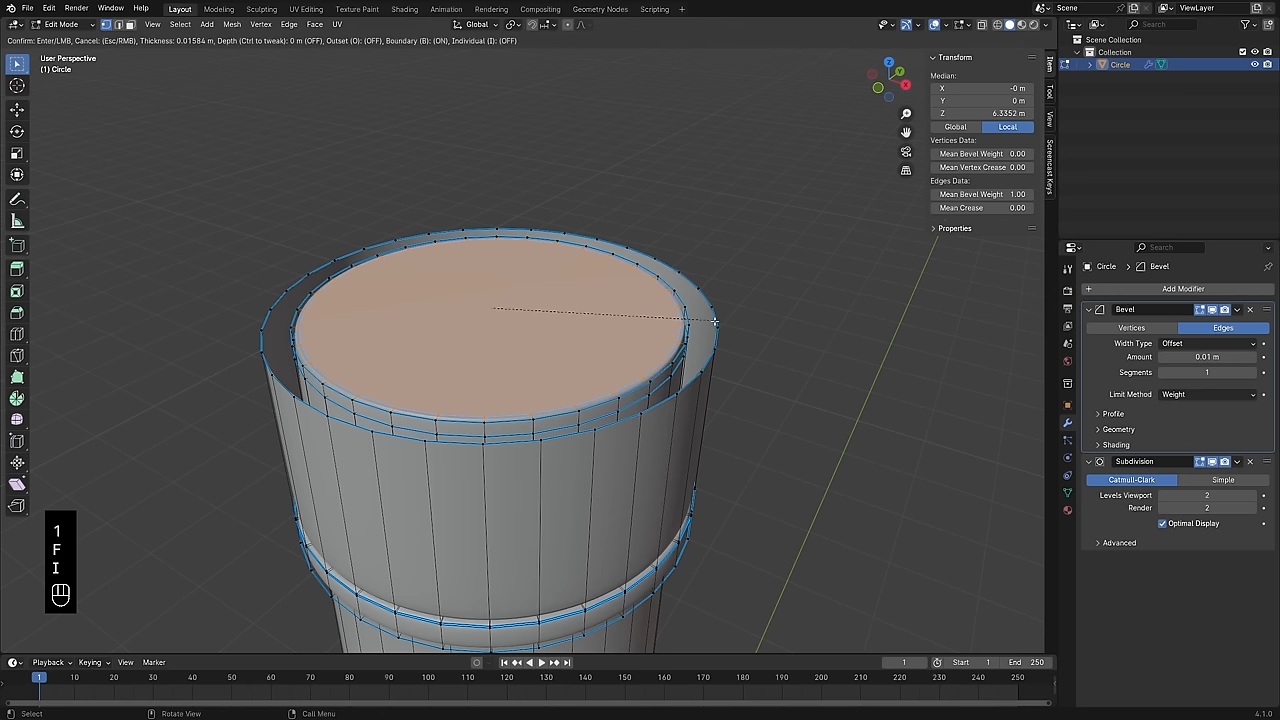 File Edit Render Window Help Layout Modeling Sculpting UV Editing Texture Paint Shading Animation Rendering Compositing Geometry Nodes Scripting Scene ViewLayer
Edit Mode View Select Add Mesh Vertex Edge Face UV Global Search
Confirm: Enter/LMB, Cancel: (Esc/RMB), Thickness: 0.01584 m, Depth (Ctrl to tweak): 0 m (OFF), Outset (O): (OFF), Boundary (B): (ON), Individual (I): (OFF)
User Perspective
(1) Circle
Z
Y
X
Transform
Median:
X -0 m
Y 0 m
Z 6.3352 m
Global Local
Vertices Data:
Mean Bevel Weight 0.00
Mean Vertex Crease 0.00
Edges Data:
Mean Bevel Weight 1.00
Mean Crease 0.00
Properties
Item
Tool
View
Screencast Keys
Scene Collection
Collection
Circle
Search
Circle > Bevel
Add Modifier
Bevel
Vertices Edges
Width Type Offset
Amount 0.01 m
Segments 1
Limit Method Weight
Profile
Geometry
Shading
Subdivision
Catmull-Clark Simple
Levels Viewport 2
Render 2
Optimal Display
Advanced
1
F
I
Playback Keying View Marker 1 Start 1 End 250
1 10 20 30 40 50 60 70 80 90 100 110 120 130 140 150 160 170 180 190 200 210 220 230 240 250
Select Rotate View Call Menu 4.1.0